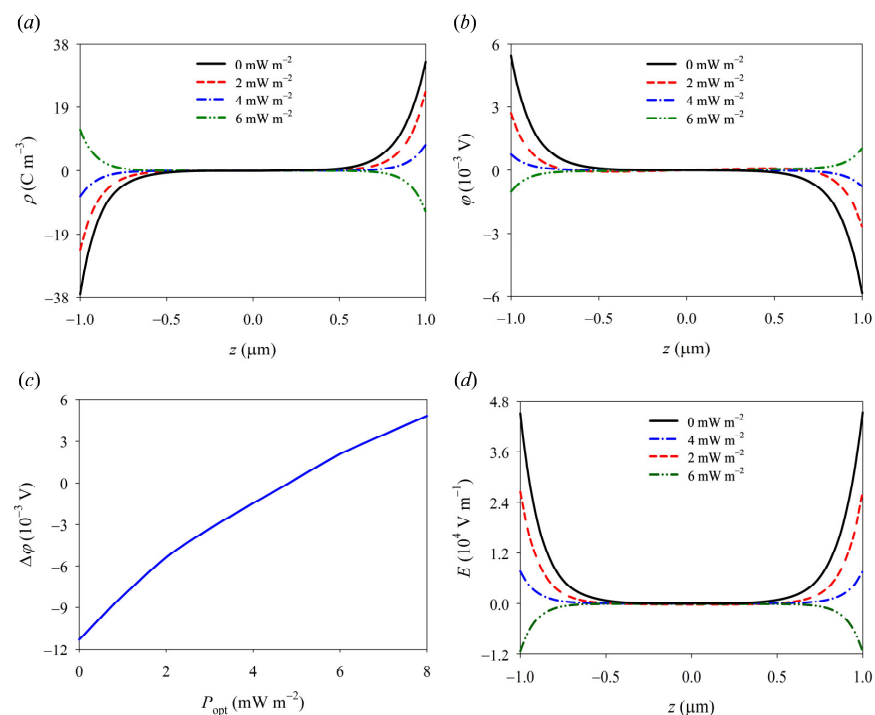 (a)
38
19
0
−19
−38
ρ (C m⁻³)
0 mW m⁻²
2 mW m⁻²
4 mW m⁻²
6 mW m⁻²
−1.0 −0.5 0.0 0.5 1.0
z (μm)
(b)
6
3
0
−3
−6
φ (10⁻³ V)
0 mW m⁻²
2 mW m⁻²
4 mW m⁻²
6 mW m⁻²
−1.0 −0.5 0.0 0.5 1.0
z (μm)
(c)
6
3
0
−3
−6
−9
−12
Δφ (10⁻³ V)
0 2 4 6 8
P_opt (mW m⁻²)
(d)
4.8
3.6
2.4
1.2
0.0
−1.2
E (10⁴ V m⁻¹)
0 mW m⁻²
4 mW m⁻²
2 mW m⁻²
6 mW m⁻²
−1.0 −0.5 0.0 0.5 1.0
z (μm)